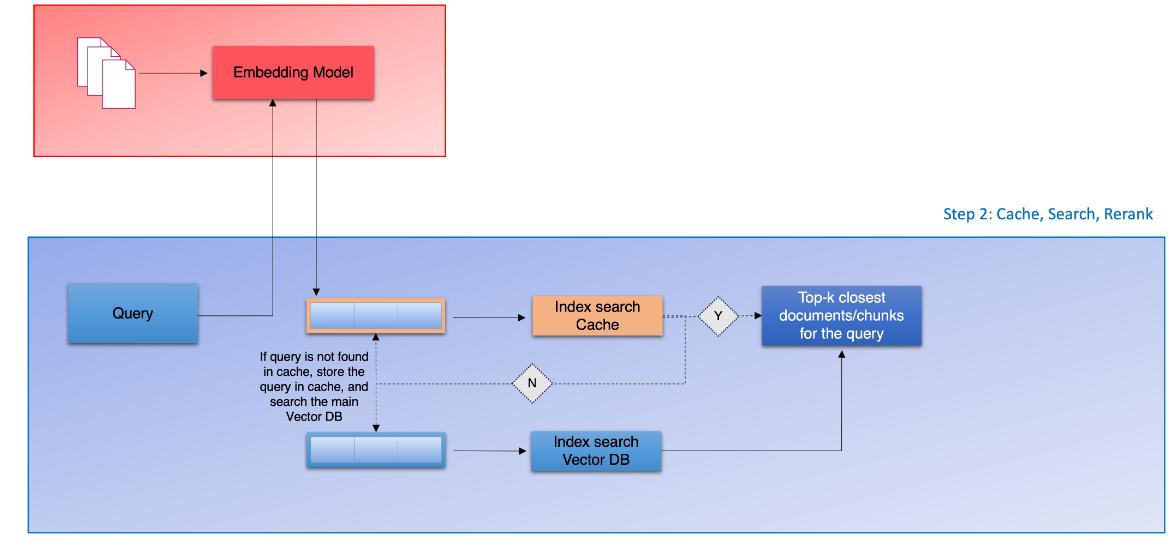 Embedding Model
Step 2: Cache, Search, Rerank
Query
Index search
Cache
Y
Top-k closest
documents/chunks
for the query
If query is not found
in cache, store the
query in cache, and
search the main
Vector DB
N
Index search
Vector DB